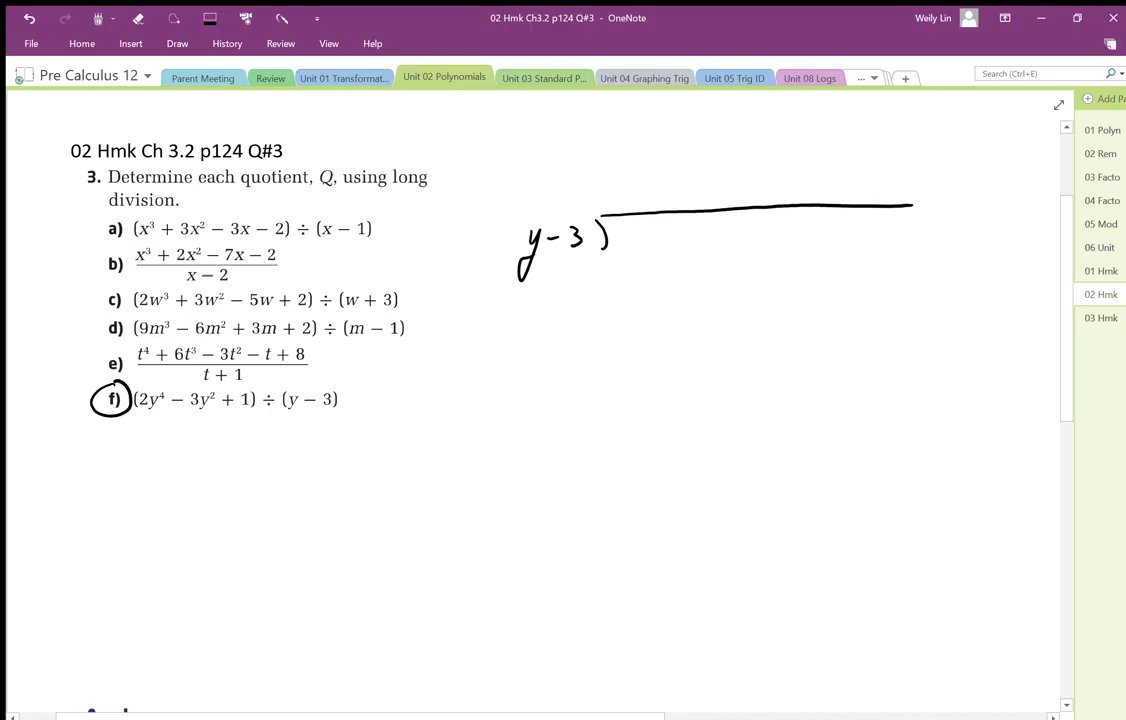 02 Hmk Ch3.2 p124 Q#3 - OneNote
Weily Lin
File Home Insert Draw History Review View Help
Pre Calculus 12
Parent Meeting
Review
Unit 01 Transformat...
Unit 02 Polynomials
Unit 03 Standard P...
Unit 04 Graphing Trig
Unit 05 Trig ID
Unit 08 Logs
...
Search (Ctrl+E)
Add Pa
01 Polyn
02 Rem
03 Facto
04 Facto
05 Mod
06 Unit
01 Hmk
02 Hmk
03 Hmk
02 Hmk Ch 3.2 p124 Q#3
3. Determine each quotient, Q, using long
division.
a) (x³ + 3x² − 3x − 2) ÷ (x − 1)
b) x³ + 2x² − 7x − 2
x − 2
c) (2w³ + 3w² − 5w + 2) ÷ (w + 3)
d) (9m³ − 6m² + 3m + 2) ÷ (m − 1)
e) t⁴ + 6t³ − 3t² − t + 8
t + 1
f) (2y⁴ − 3y² + 1) ÷ (y − 3)
y − 3 )